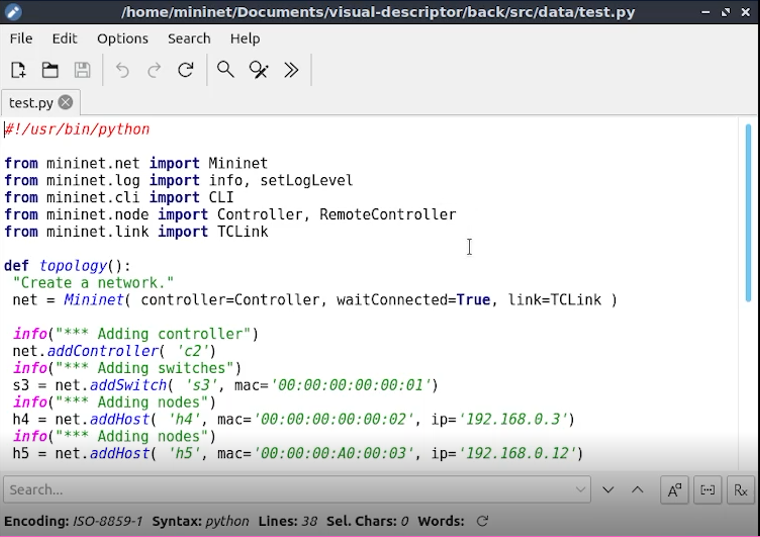 /home/mininet/Documents/visual-descriptor/back/src/data/test.py
File Edit Options Search Help
test.py
#!/usr/bin/python
from mininet.net import Mininet
from mininet.log import info, setLogLevel
from mininet.cli import CLI
from mininet.node import Controller, RemoteController
from mininet.link import TCLink
def topology():
"Create a network."
net = Mininet( controller=Controller, waitConnected=True, link=TCLink )
info("*** Adding controller")
net.addController( 'c2')
info("*** Adding switches")
s3 = net.addSwitch( 's3', mac='00:00:00:00:00:01')
info("*** Adding nodes")
h4 = net.addHost( 'h4', mac='00:00:00:00:00:02', ip='192.168.0.3')
info("*** Adding nodes")
h5 = net.addHost( 'h5', mac='00:00:00:A0:00:03', ip='192.168.0.12')
Search...
Aª
Rx
Encoding: ISO-8859-1 Syntax: python Lines: 38 Sel. Chars: 0 Words: